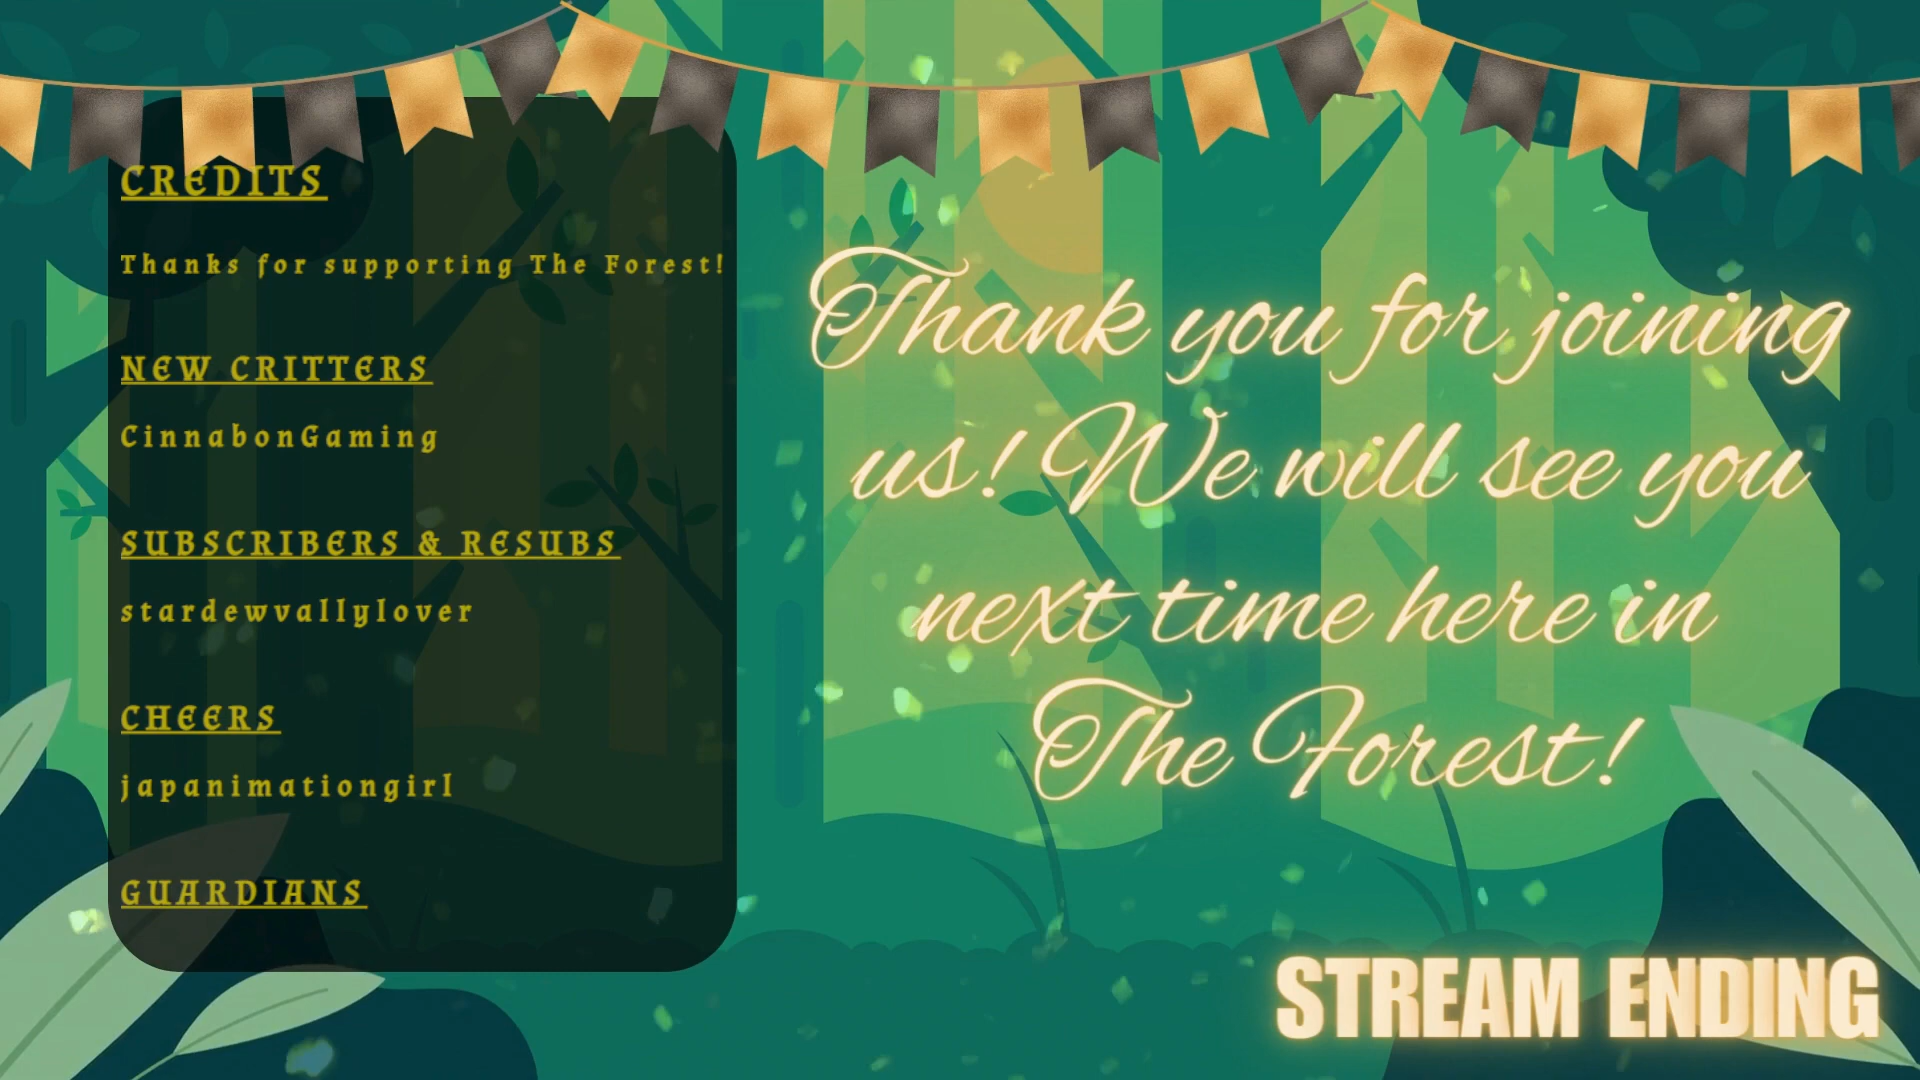 CREDITS
Thanks for supporting The Forest!
NEW CRITTERS
CinnabonGaming
SUBSCRIBERS & RESUBS
stardewvallylover
CHEERS
japanimationgirl
GUARDIANS
Thank you for joining
us! We will see you
next time here in
The Forest!
STREAM ENDING